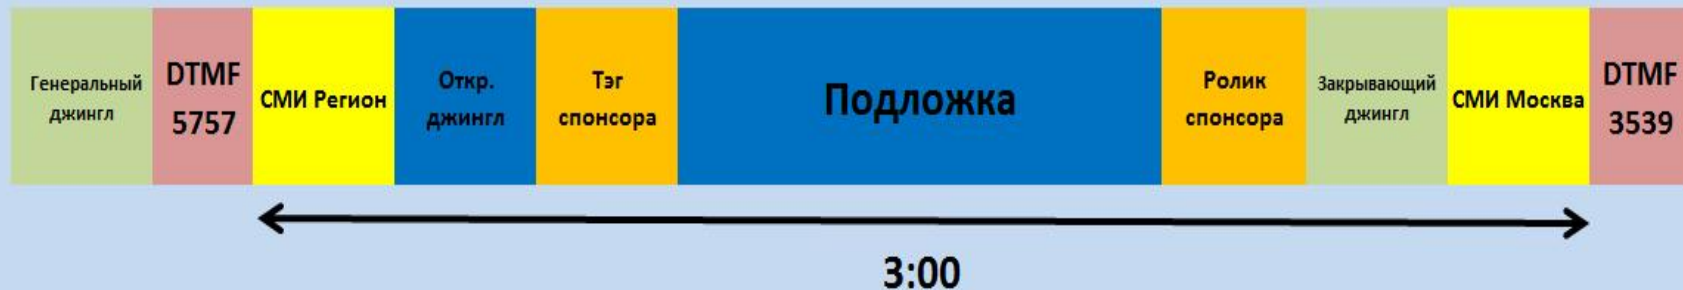 Генеральный
джингл
DTMF
5757
СМИ Регион
Откр.
джингл
Тэг
спонсора
Подложка
Ролик
спонсора
Закрывающий
джингл
СМИ Москва
DTMF
3539
3:00